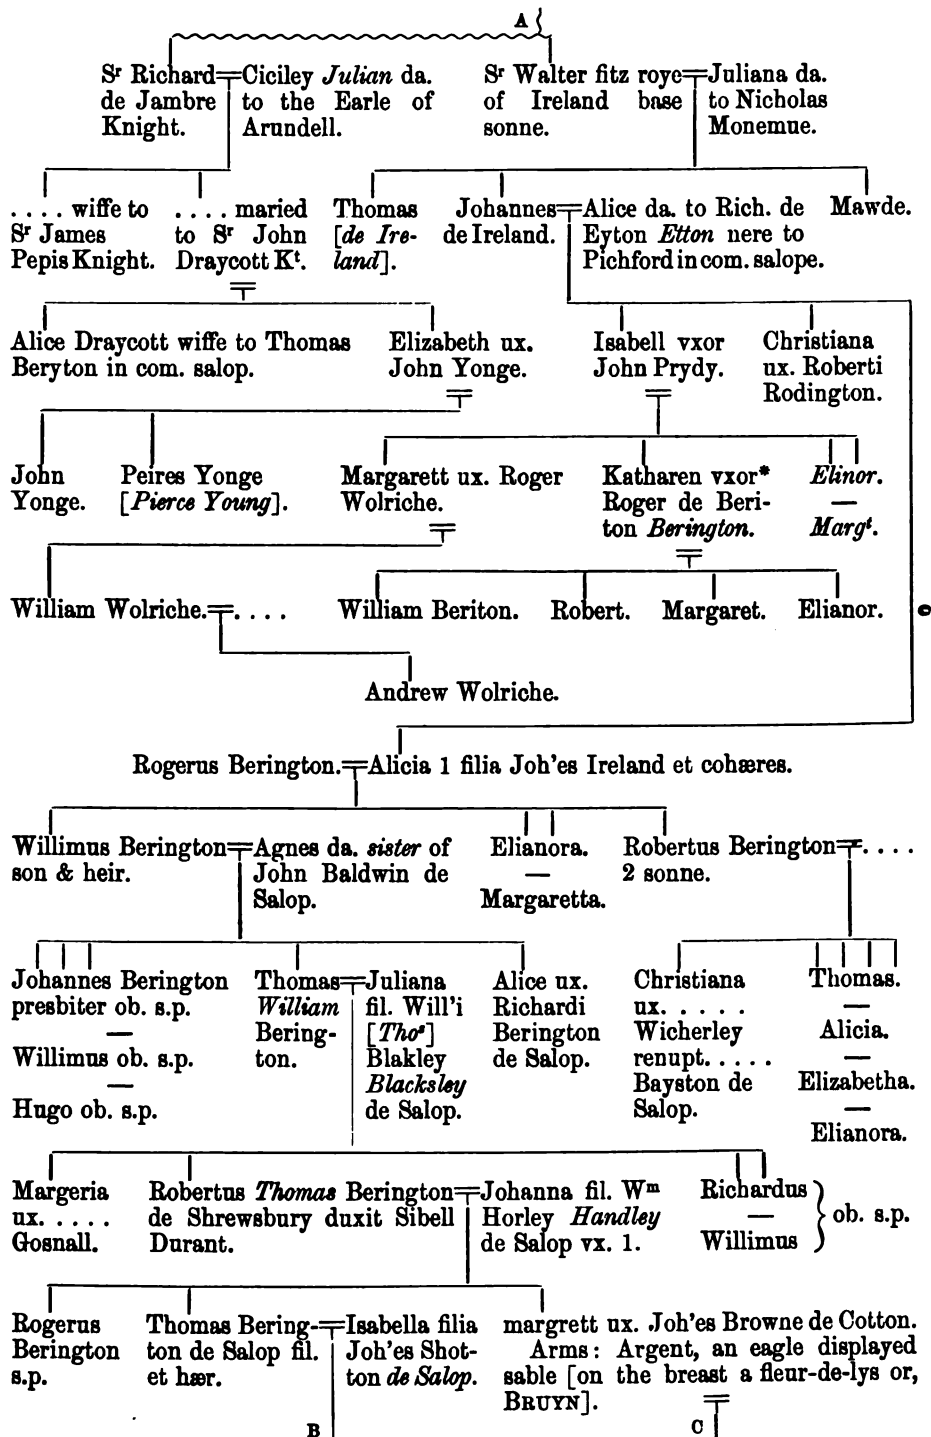 A
Sʳ Richard Ciciley Julian da. Sʳ Walter fitz roye Juliana da.
de Jambre to the Earle of of Ireland base to Nicholas
Knight. Arundell. sonne. Monemue.
. . . . wiffe to . . . . maried Thomas Johannes Alice da. to Rich. de Mawde.
Sʳ James to Sʳ John [de Ire- de Ireland. Eyton Etton nere to
Pepis Knight. Draycott Kᵗ. land]. Pichford in com. salope.
Alice Draycott wiffe to Thomas Elizabeth ux. Isabell vxor Christiana
Beryton in com. salop. John Yonge. John Prydy. ux. Roberti
Rodington.
John Peires Yonge Margarett ux. Roger Katharen vxor* Elinor.
Yonge. [Pierce Young]. Wolriche. Roger de Beri- —
ton Berington. Margᵗ.
William Wolriche. . . . . William Beriton. Robert. Margaret. Elianor.
Andrew Wolriche.
Rogerus Berington. Alicia 1 filia Joh'es Ireland et cohæres.
Willimus Berington Agnes da. sister of Elianora. Robertus Berington . . . .
son & heir. John Baldwin de — 2 sonne.
Salop. Margaretta.
Johannes Berington Thomas Juliana Alice ux. Christiana Thomas.
presbiter ob. s.p. William fil. Will'i Richardi ux. . . . . . —
— Bering- [Thoˢ] Berington Wicherley Alicia.
Willimus ob. s.p. ton. Blakley de Salop. renupt. . . . . —
— Blacksley Bayston de Elizabetha.
Hugo ob. s.p. de Salop. Salop. —
Elianora.
Margeria Robertus Thomas Berington Johanna fil. Wᵐ Richardus
ux. . . . . . de Shrewsbury duxit Sibell Horley Handley — ob. s.p.
Gosnall. Durant. de Salop vx. 1. Willimus
Rogerus Thomas Bering- Isabella filia margrett ux. Joh'es Browne de Cotton.
Berington ton de Salop fil. Joh'es Shot- Arms: Argent, an eagle displayed
s.p. et hær. ton de Salop. sable [on the breast a fleur-de-lys or,
BRUYN].
B C